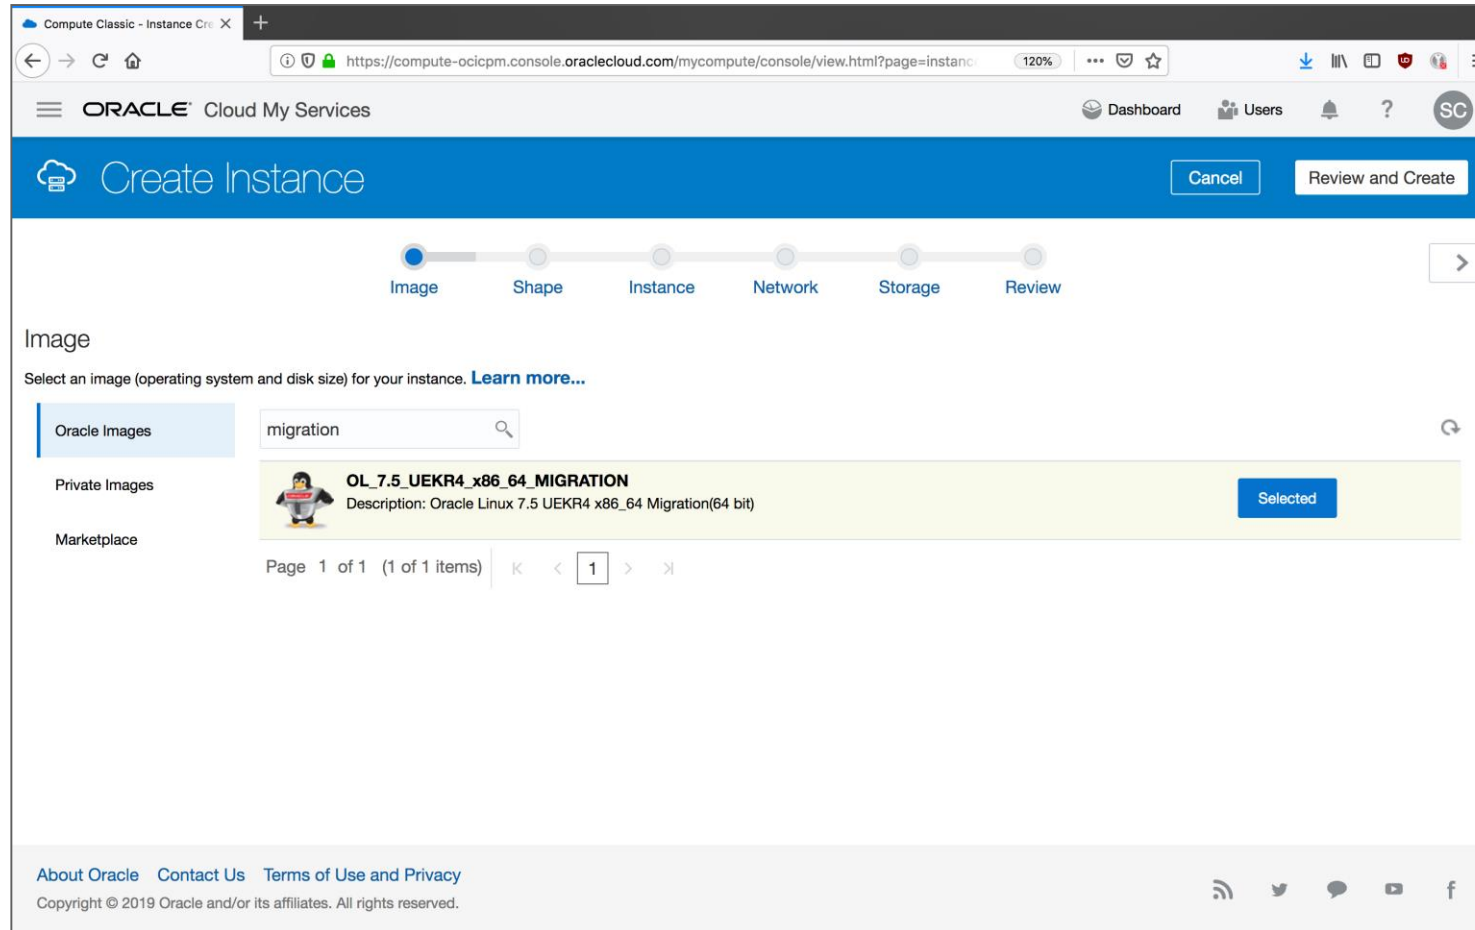 Compute Classic - Instance Cre
https://compute-ocicpm.console.oraclecloud.com/mycompute/console/view.html?page=instanc
120%
ORACLE Cloud My Services
Dashboard
Users
?
SC
Create Instance
Cancel
Review and Create
Image
Shape
Instance
Network
Storage
Review
Image
Select an image (operating system and disk size) for your instance. Learn more...
Oracle Images
Private Images
Marketplace
migration
OL_7.5_UEKR4_x86_64_MIGRATION
Description: Oracle Linux 7.5 UEKR4 x86_64 Migration(64 bit)
Selected
Page 1 of 1 (1 of 1 items)
1
About Oracle Contact Us Terms of Use and Privacy
Copyright © 2019 Oracle and/or its affiliates. All rights reserved.